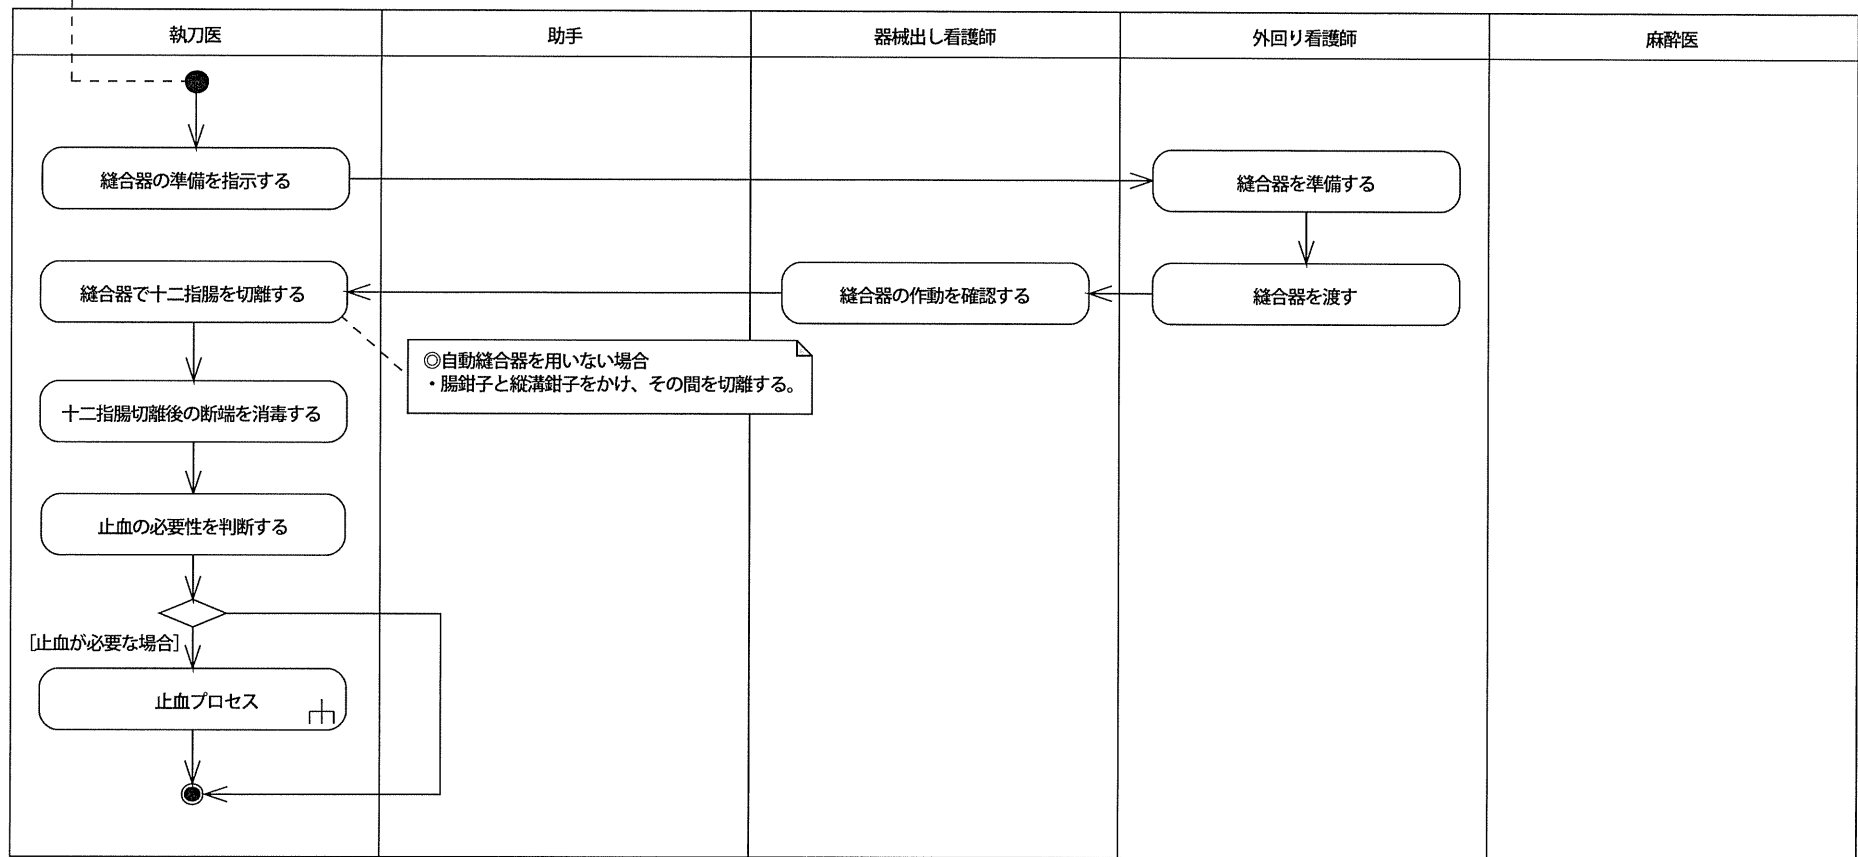 執刀医
助手
器械出し看護師
外回り看護師
麻酔医
縫合器の準備を指示する
縫合器を準備する
縫合器で十二指腸を切離する
縫合器の作動を確認する
縫合器を渡す
◎自動縫合器を用いない場合
・腸鉗子と縦溝鉗子をかけ、その間を切離する。
十二指腸切離後の断端を消毒する
止血の必要性を判断する
[止血が必要な場合]
止血プロセス